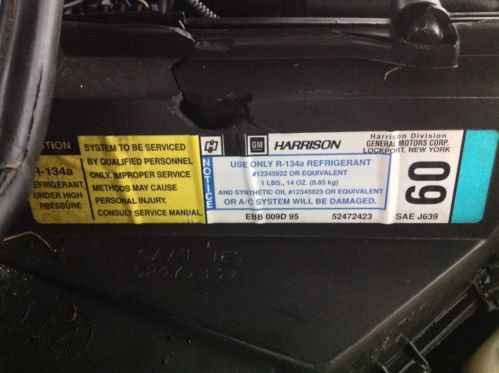 R-134a
REFRIGERANT
UNDER HIGH
PRESSURE
SYSTEM TO BE SERVICED
BY QUALIFIED PERSONNEL
ONLY. IMPROPER SERVICE
METHODS MAY CAUSE
PERSONAL INJURY.
CONSULT SERVICE MANUAL
GM
HARRISON
Harrison Division
GENERAL MOTORS CORP.
LOCKPORT, NEW YORK
NOTICE
USE ONLY R-134a REFRIGERANT
#12345922 OR EQUIVALENT
1 LBS., 14 OZ. (0.85 kg)
AND SYNTHETIC OIL #12345923 OR EQUIVALENT
OR A/C SYSTEM WILL BE DAMAGED.
EBB 009D 95
52472423
SAE J639
60